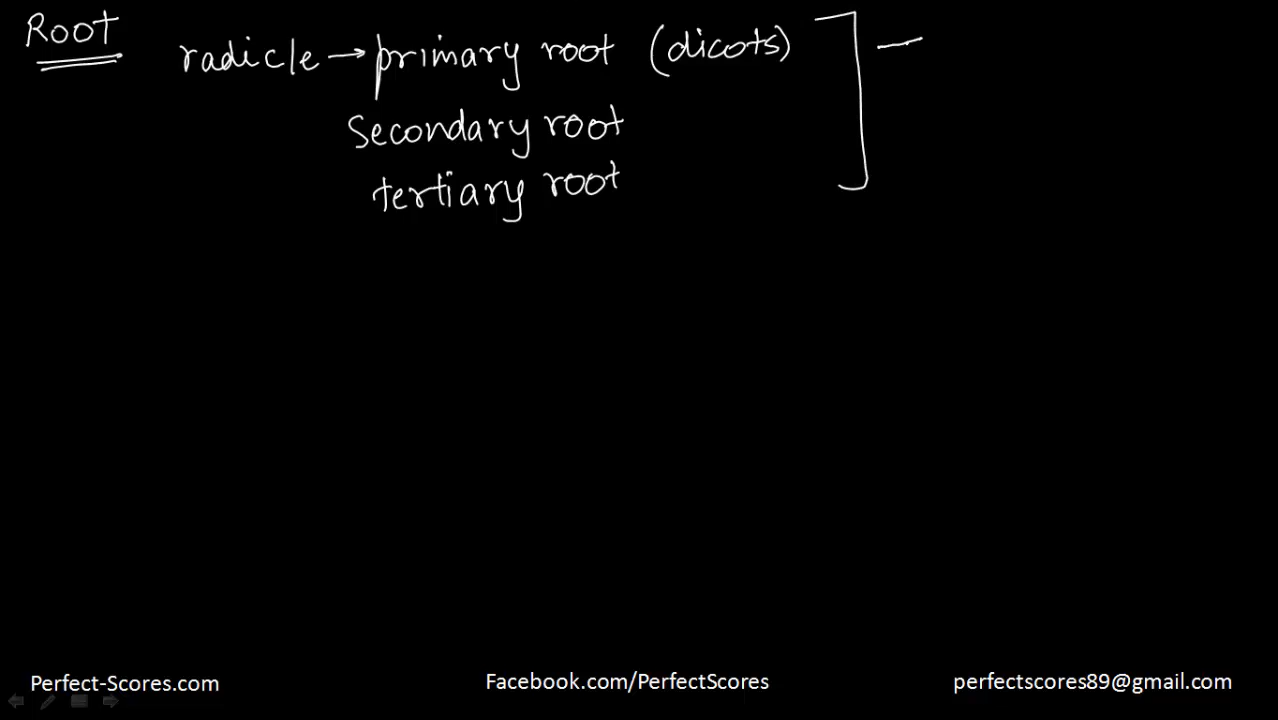 Root
radicle → primary root (dicots)
Secondary root
tertiary root
Perfect-Scores.com
Facebook.com/PerfectScores
perfectscores89@gmail.com